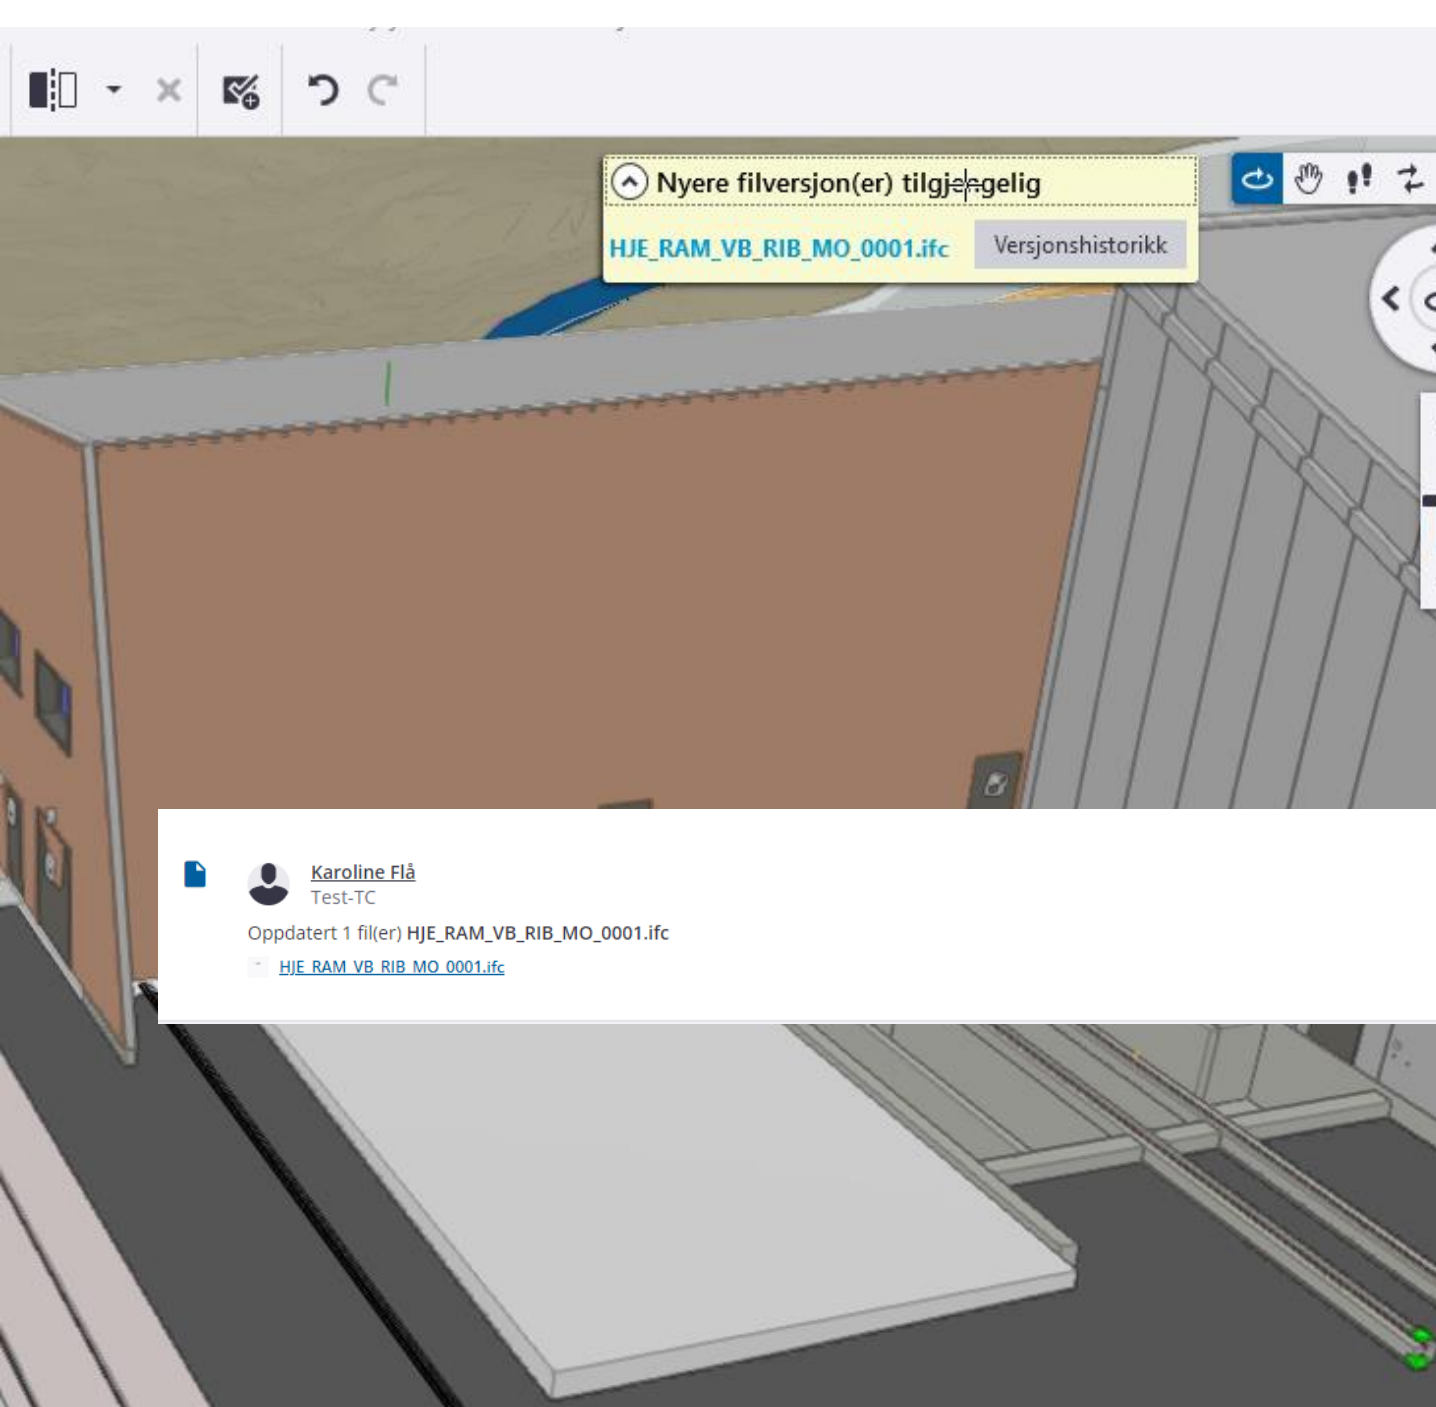 Nyere filversjon(er) tilgjengelig
HJE_RAM_VB_RIB_MO_0001.ifc
Versjonshistorikk
Karoline Flå
Test-TC
Oppdatert 1 fil(er) HJE_RAM_VB_RIB_MO_0001.ifc
HJE_RAM_VB_RIB_MO_0001.ifc